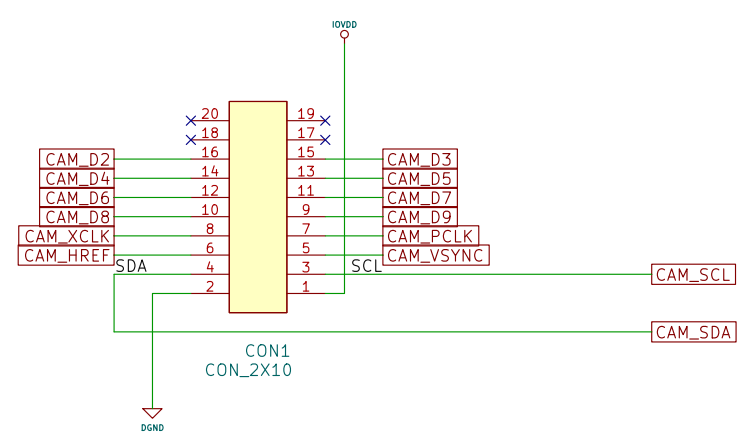 IOVDD
20 19
18 17
CAM_D2 16 15 CAM_D3
CAM_D4 14 13 CAM_D5
CAM_D6 12 11 CAM_D7
CAM_D8 10 9 CAM_D9
CAM_XCLK 8 7 CAM_PCLK
CAM_HREF 6 5 CAM_VSYNC
SDA 4 3 SCL CAM_SCL
2 1
CAM_SDA
CON1
CON_2X10
DGND